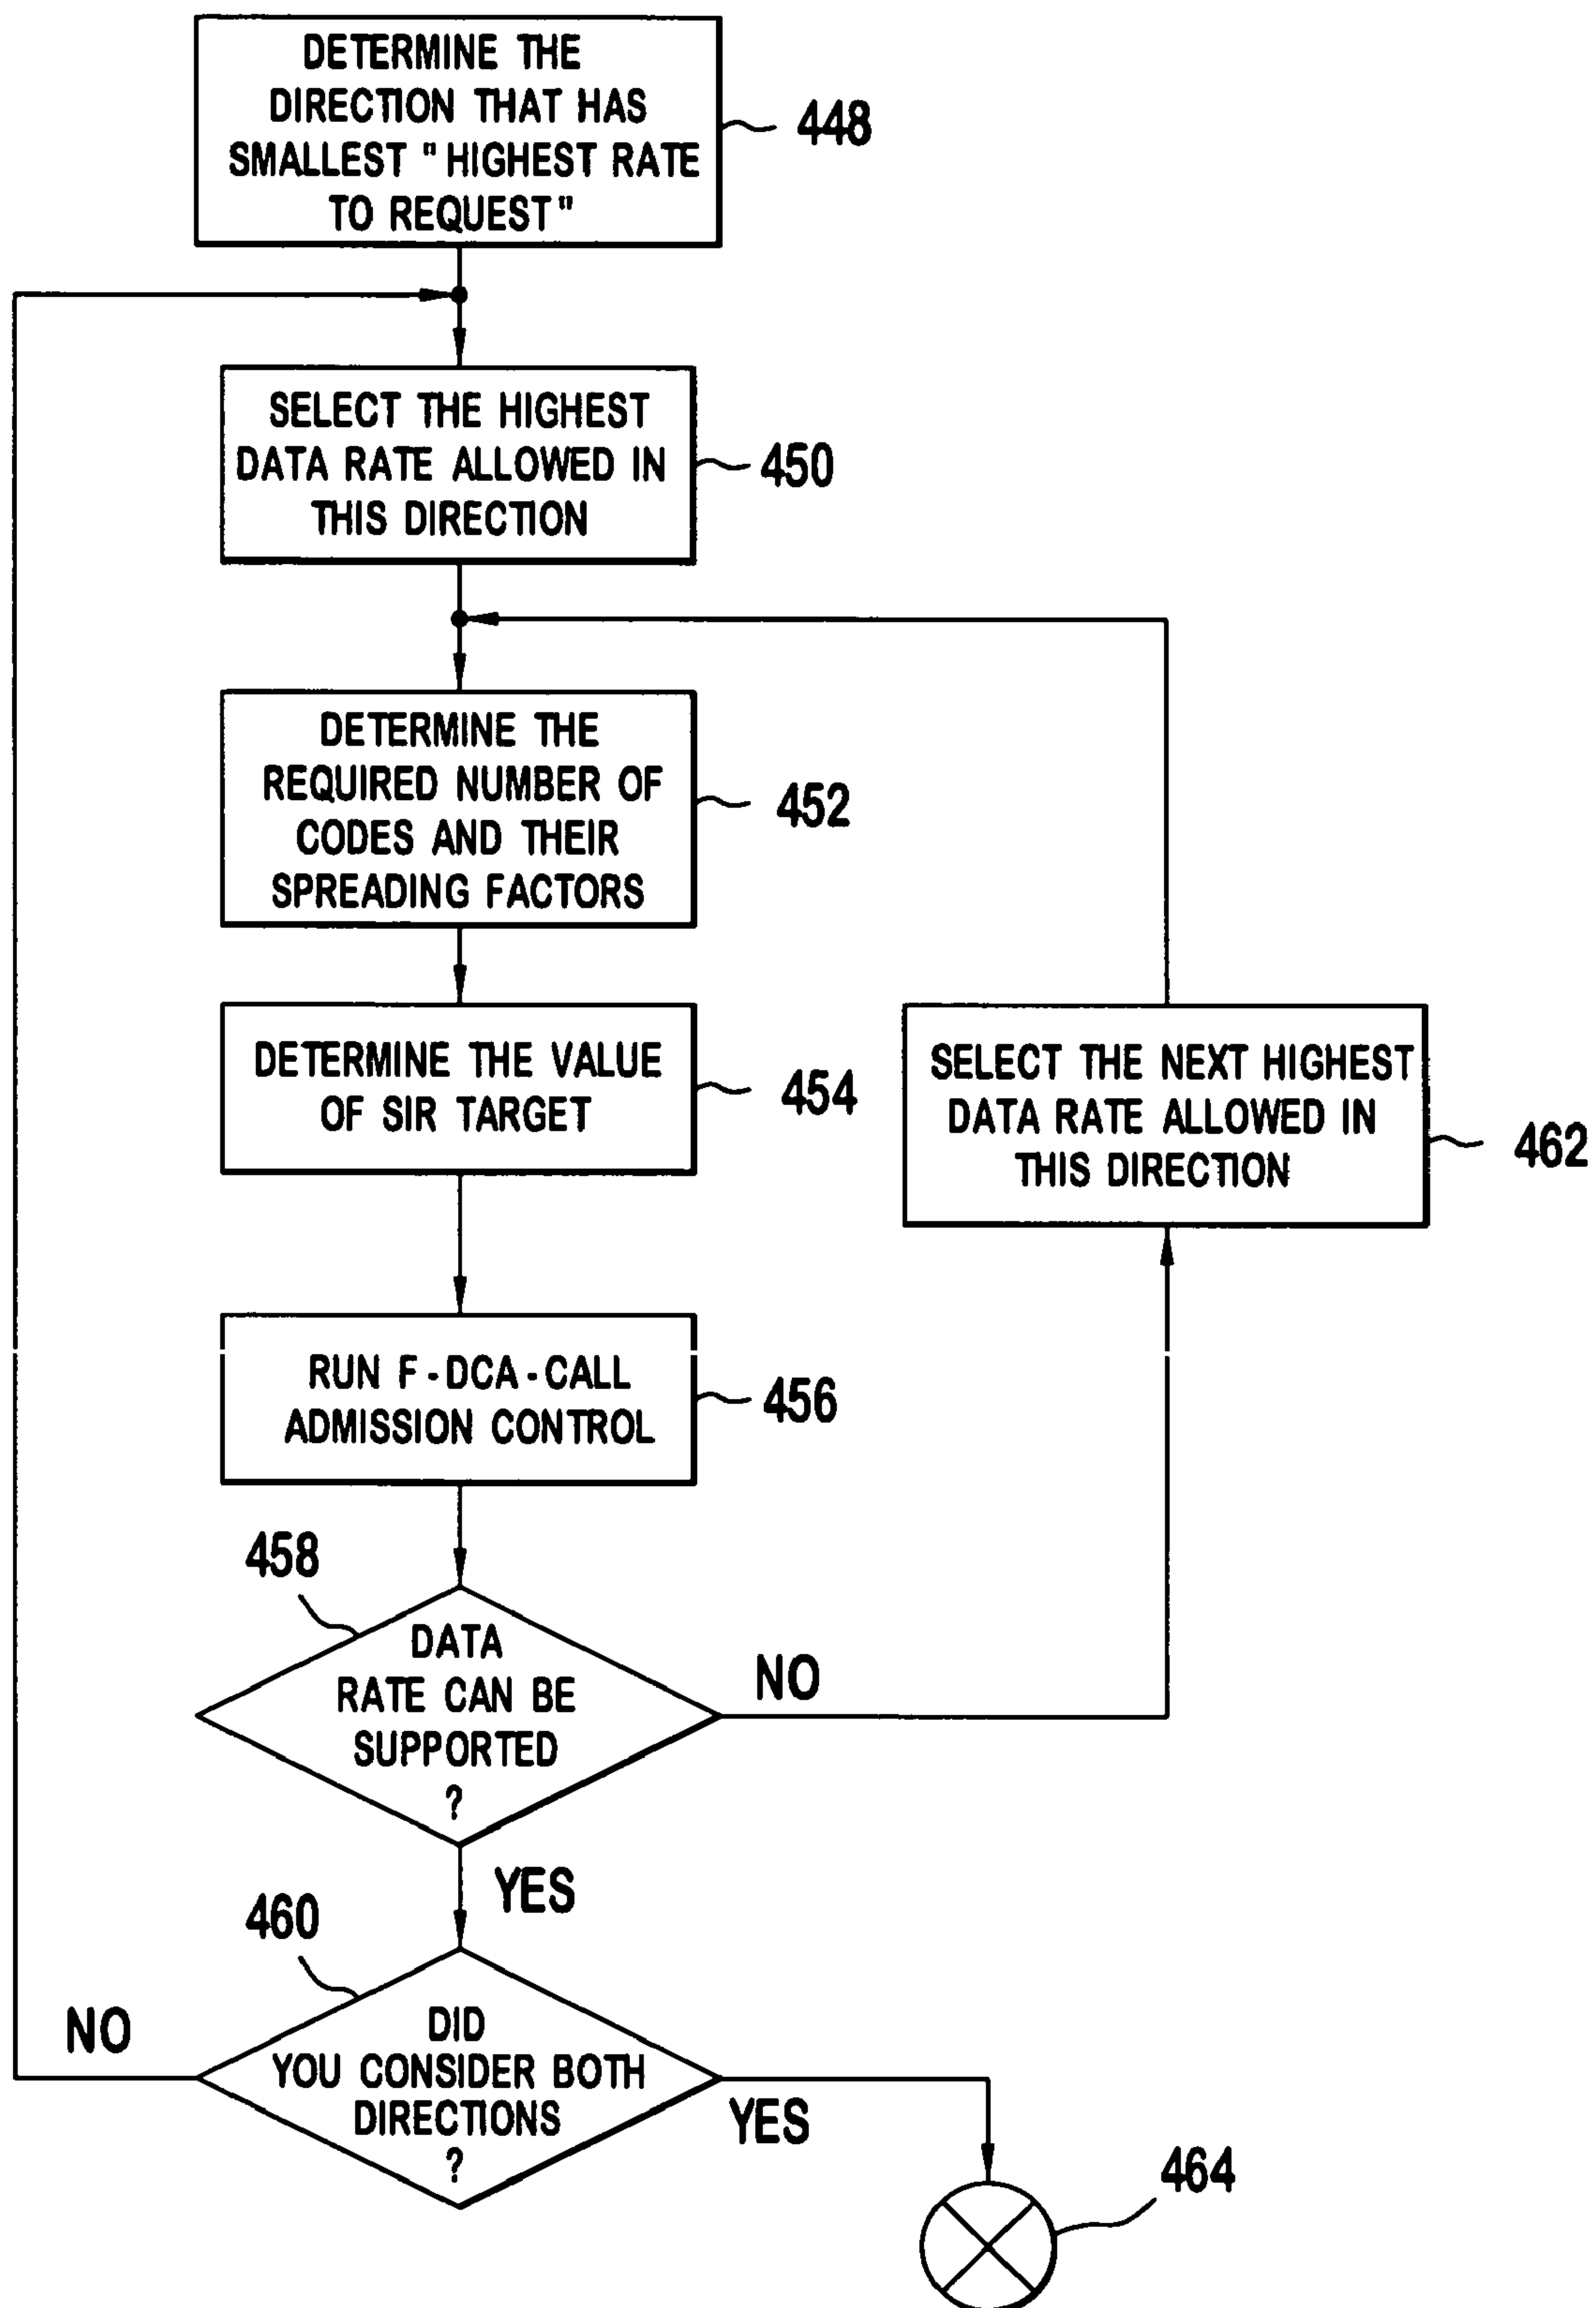 DETERMINE THE
DIRECTION THAT HAS
SMALLEST " HIGHEST RATE
TO REQUEST "
448
SELECT THE HIGHEST
DATA RATE ALLOWED IN
THIS DIRECTION
450
DETERMINE THE
REQUIRED NUMBER OF
CODES AND THEIR
SPREADING FACTORS
452
DETERMINE THE VALUE
OF SIR TARGET
454
SELECT THE NEXT HIGHEST
DATA RATE ALLOWED IN
THIS DIRECTION
462
RUN F - DCA - CALL
ADMISSION CONTROL
456
458
DATA
RATE CAN BE
SUPPORTED
?
NO
YES
460
DID
YOU CONSIDER BOTH
DIRECTIONS
?
NO
YES
464